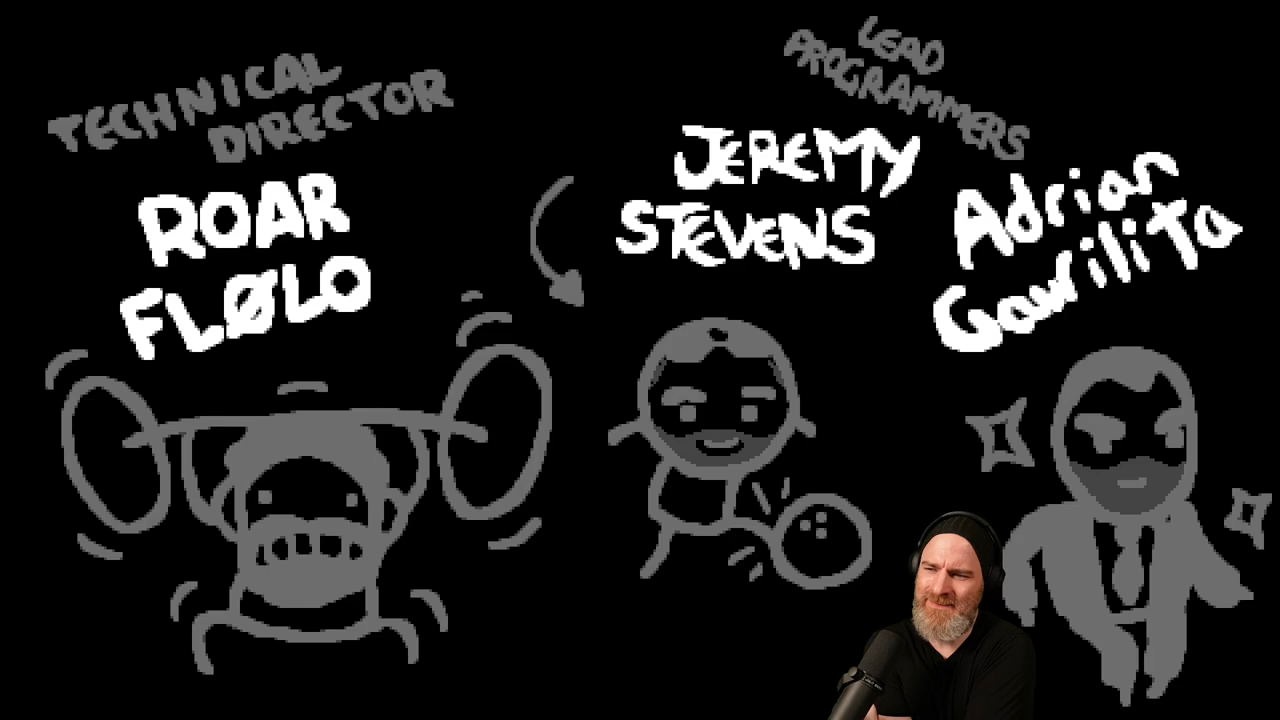 TECHNICAL
DIRECTOR
ROAR
FLØLO
LEAD
PROGRAMMERS
JEREMY
STEVENS
Adrian
Gavrilita